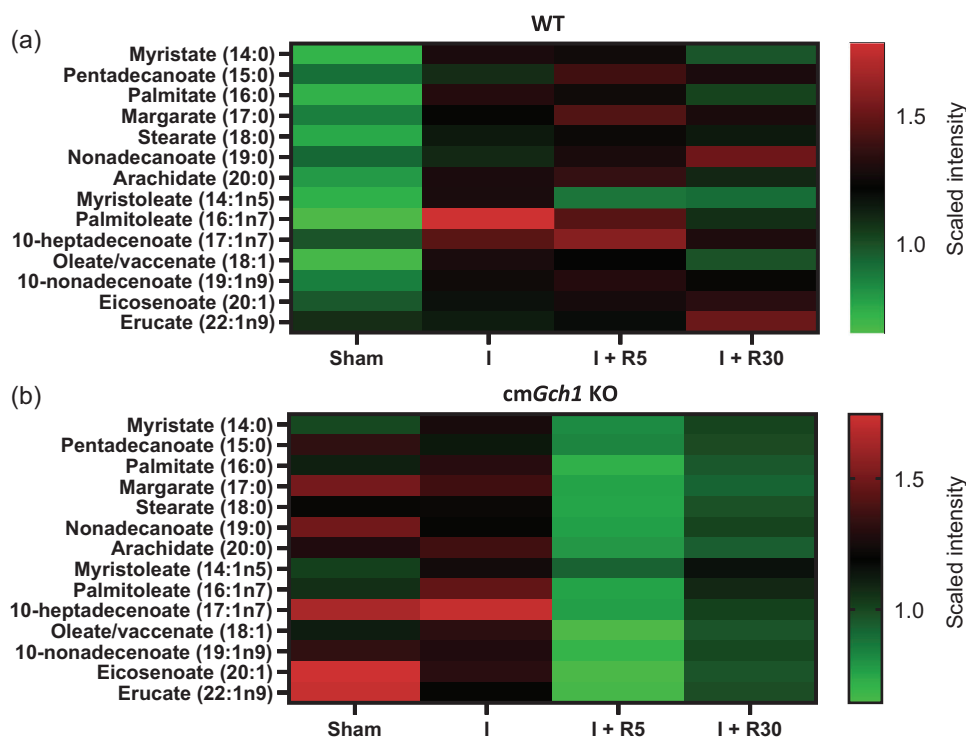 (a)
WT
Myristate (14:0)
Pentadecanoate (15:0)
Palmitate (16:0)
Margarate (17:0)
Stearate (18:0)
Nonadecanoate (19:0)
Arachidate (20:0)
Myristoleate (14:1n5)
Palmitoleate (16:1n7)
10-heptadecenoate (17:1n7)
Oleate/vaccenate (18:1)
10-nonadecenoate (19:1n9)
Eicosenoate (20:1)
Erucate (22:1n9)
Sham I I + R5 I + R30
1.5
1.0
Scaled intensity
(b)
cmGch1 KO
Myristate (14:0)
Pentadecanoate (15:0)
Palmitate (16:0)
Margarate (17:0)
Stearate (18:0)
Nonadecanoate (19:0)
Arachidate (20:0)
Myristoleate (14:1n5)
Palmitoleate (16:1n7)
10-heptadecenoate (17:1n7)
Oleate/vaccenate (18:1)
10-nonadecenoate (19:1n9)
Eicosenoate (20:1)
Erucate (22:1n9)
Sham I I + R5 I + R30
1.5
1.0
Scaled intensity